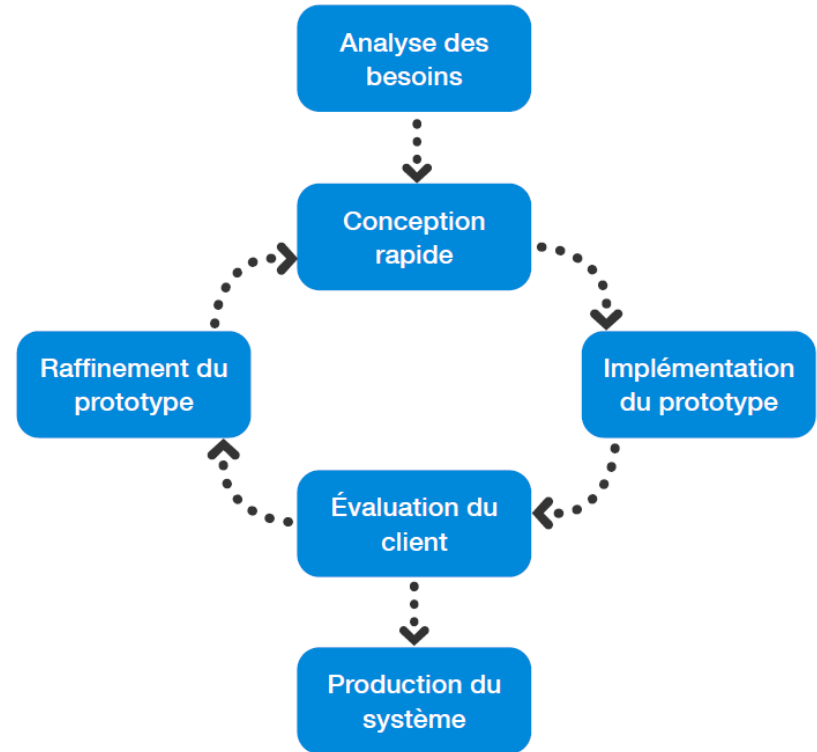 Analyse des
besoins
Conception
rapide
Raffinement du
prototype
Implémentation
du prototype
Évaluation du
client
Production du
système